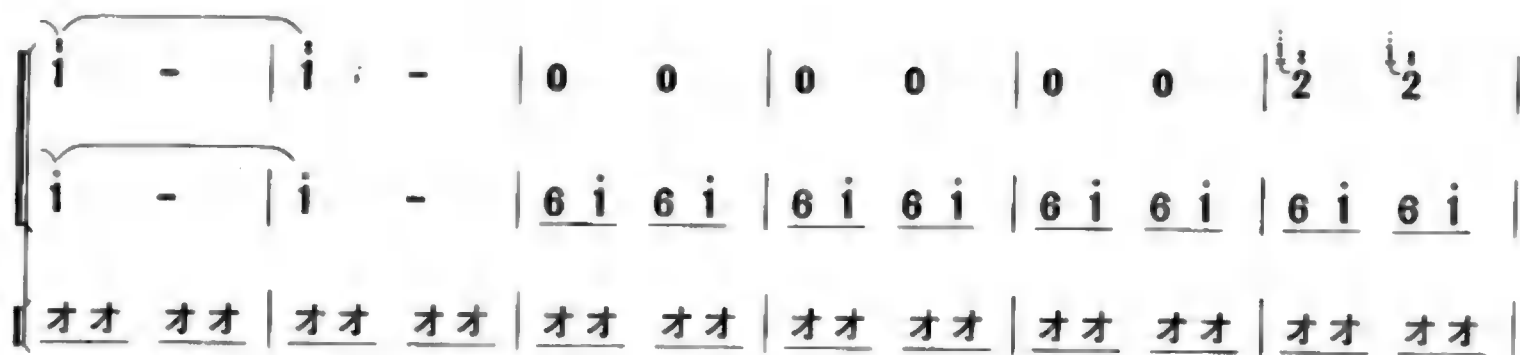 i̇ - | i̇ - | 0 0 | 0 0 | 0 0 | i̇ 2̇ i̇ 2̇ |
i̇ - | i̇ - | 6 i̇ 6 i̇ | 6 i̇ 6 i̇ | 6 i̇ 6 i̇ | 6 i̇ 6 i̇ |
オオ オオ | オオ オオ | オオ オオ | オオ オオ | オオ オオ | オオ オオ